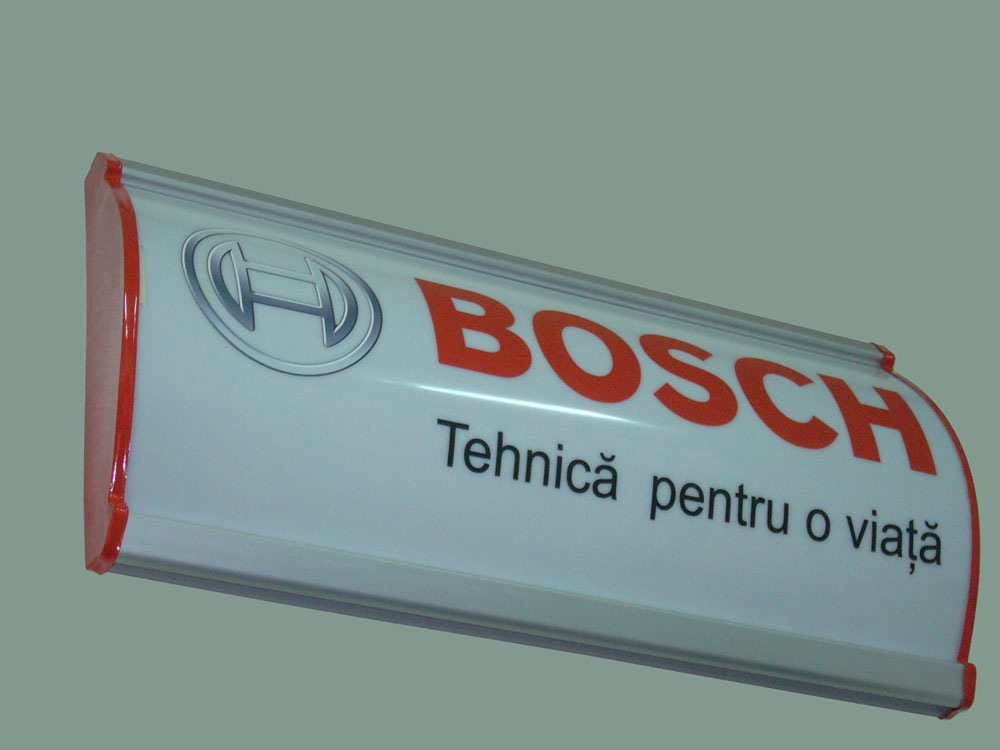 BOSCH
Tehnică pentru o viață